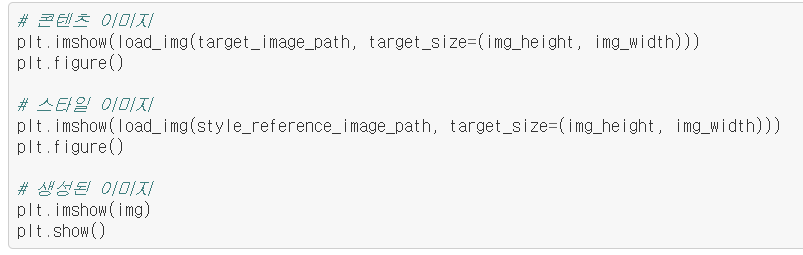 # 콘텐츠 이미지
plt.imshow(load_img(target_image_path, target_size=(img_height, img_width)))
plt.figure()

# 스타일 이미지
plt.imshow(load_img(style_reference_image_path, target_size=(img_height, img_width)))
plt.figure()

# 생성된 이미지
plt.imshow(img)
plt.show()